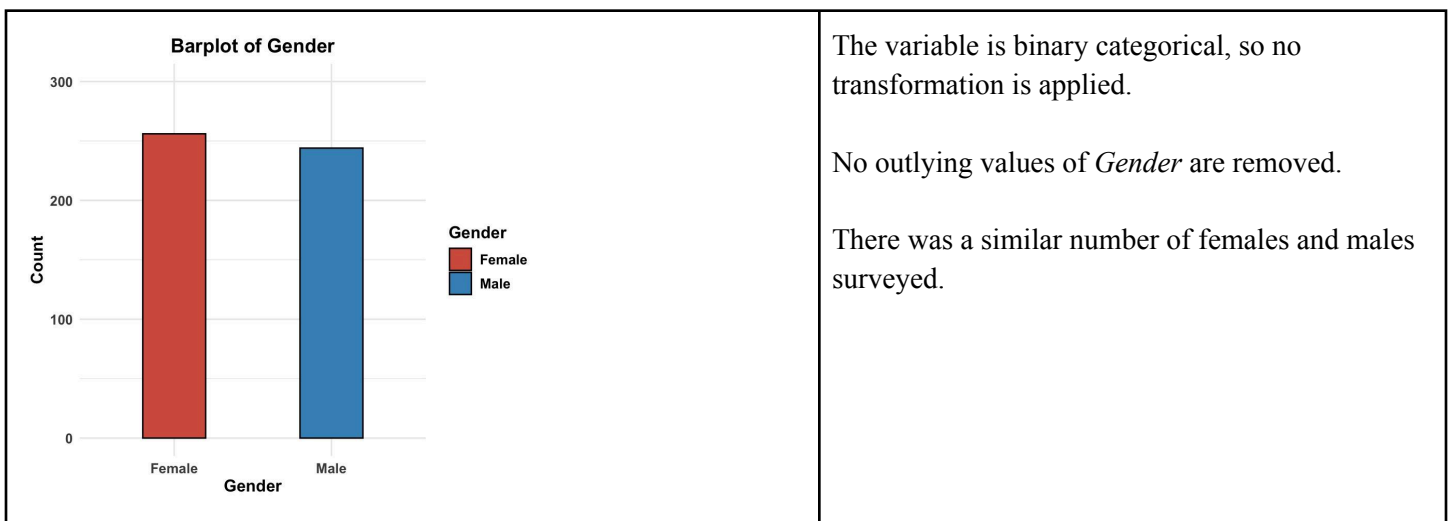 Barplot of Gender
300
200
100
0
Count
Female
Male
Gender
Gender
Female
Male
The variable is binary categorical, so no
transformation is applied.
No outlying values of Gender are removed.
There was a similar number of females and males
surveyed.